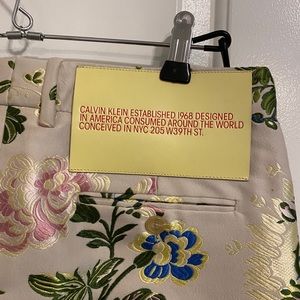 CALVIN KLEIN ESTABLISHED 1968 DESIGNED
IN AMERICA CONSUMED AROUND THE WORLD
CONCEIVED IN NYC 205 W39TH ST.